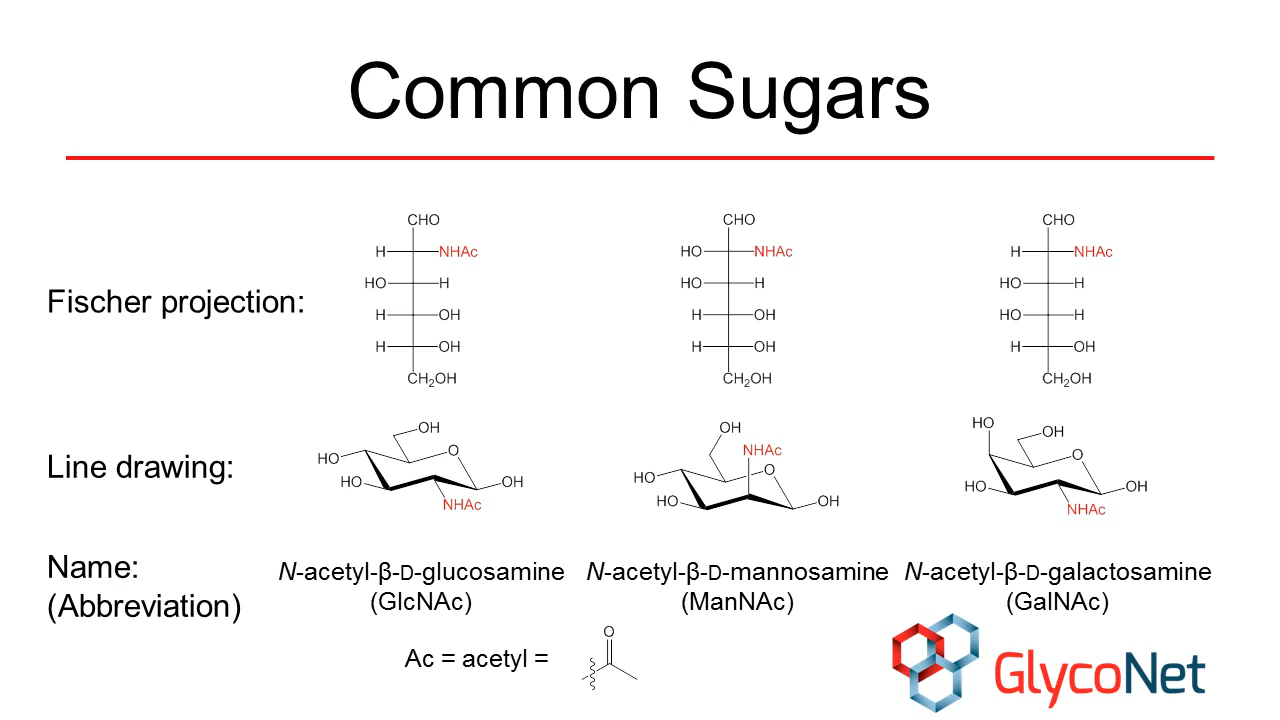 Common Sugars
Fischer projection:
CHO
H NHAc
HO H
H OH
H OH
CH₂OH
CHO
HO NHAc
HO H
H OH
H OH
CH₂OH
CHO
H NHAc
HO H
HO H
H OH
CH₂OH
Line drawing:
OH
HO O
HO OH
NHAc
OH
NHAc
HO O
HO OH
HO
OH
O
HO OH
NHAc
Name:
(Abbreviation)
N-acetyl-β-D-glucosamine
(GlcNAc)
N-acetyl-β-D-mannosamine
(ManNAc)
N-acetyl-β-D-galactosamine
(GalNAc)
Ac = acetyl =
O
GlycoNet